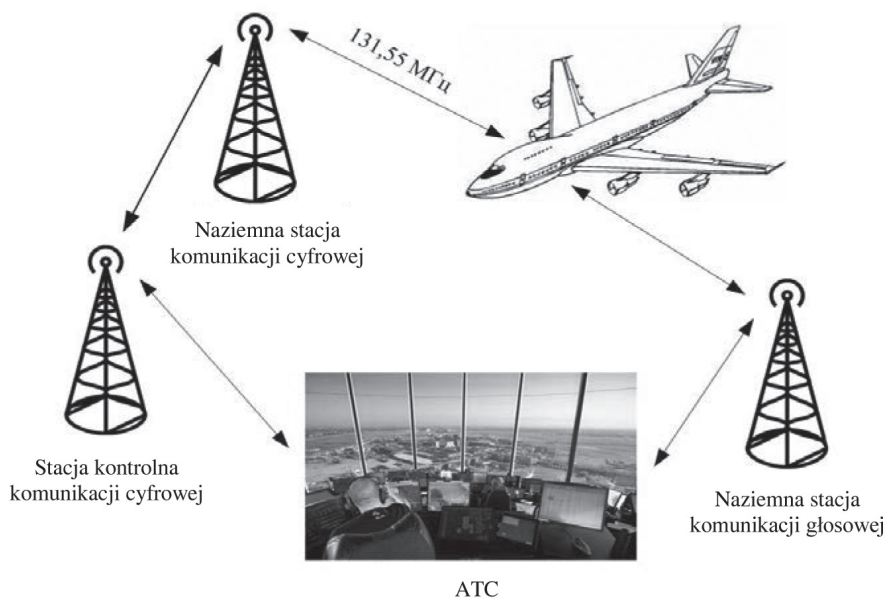 131,55 МГц
Naziemna stacja
komunikacji cyfrowej
Stacja kontrolna
komunikacji cyfrowej
Naziemna stacja
komunikacji głosowej
ATC